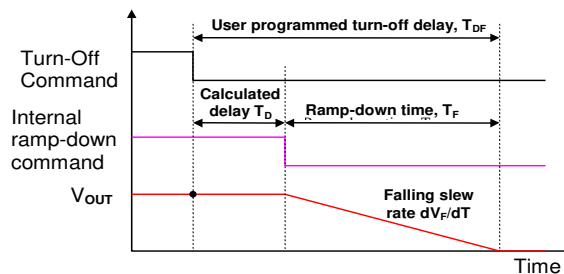 User programmed turn-off delay, TDF
Turn-Off
Command
Calculated
delay TD
Ramp-down time, TF
Internal
ramp-down
command
VOUT
Falling slew
rate dVF/dT
Time